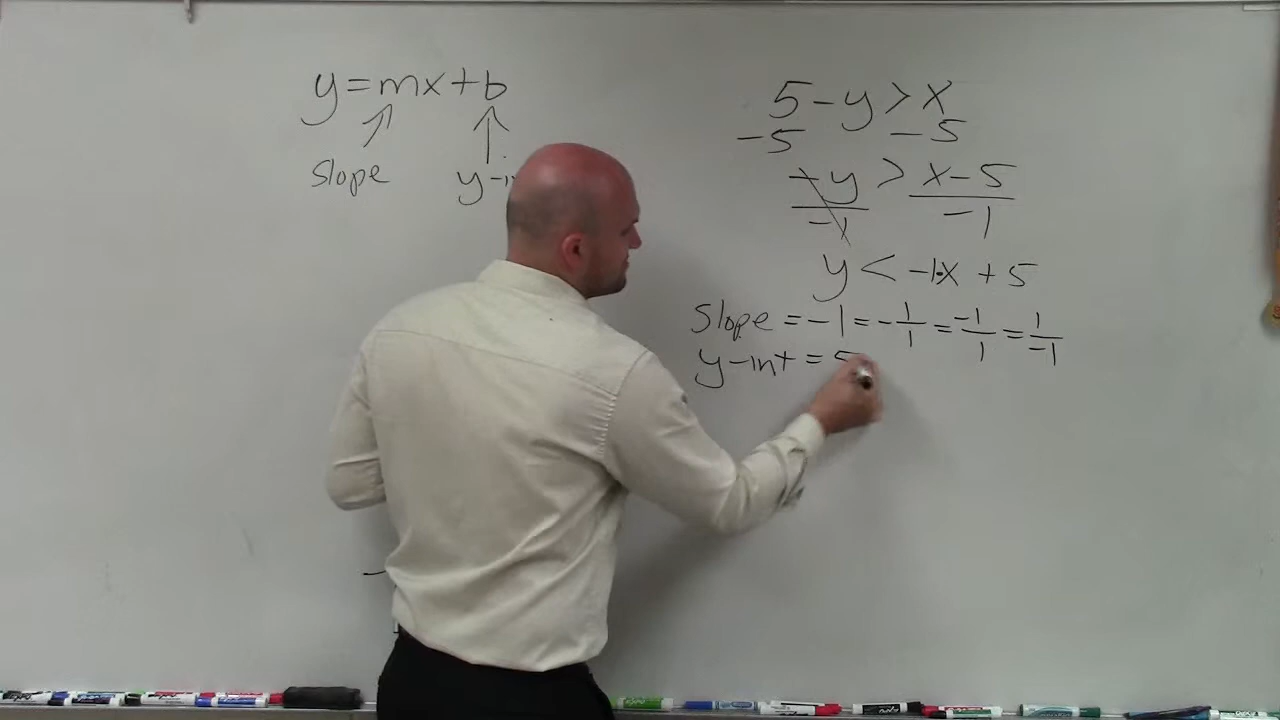 y = mx + b
slope
5 - y > x
-5 -5
-y > x - 5
-1 -1
y < -1x + 5
Slope = -1 = -1/1 = -1/1 = 1/-1
y-int = 5